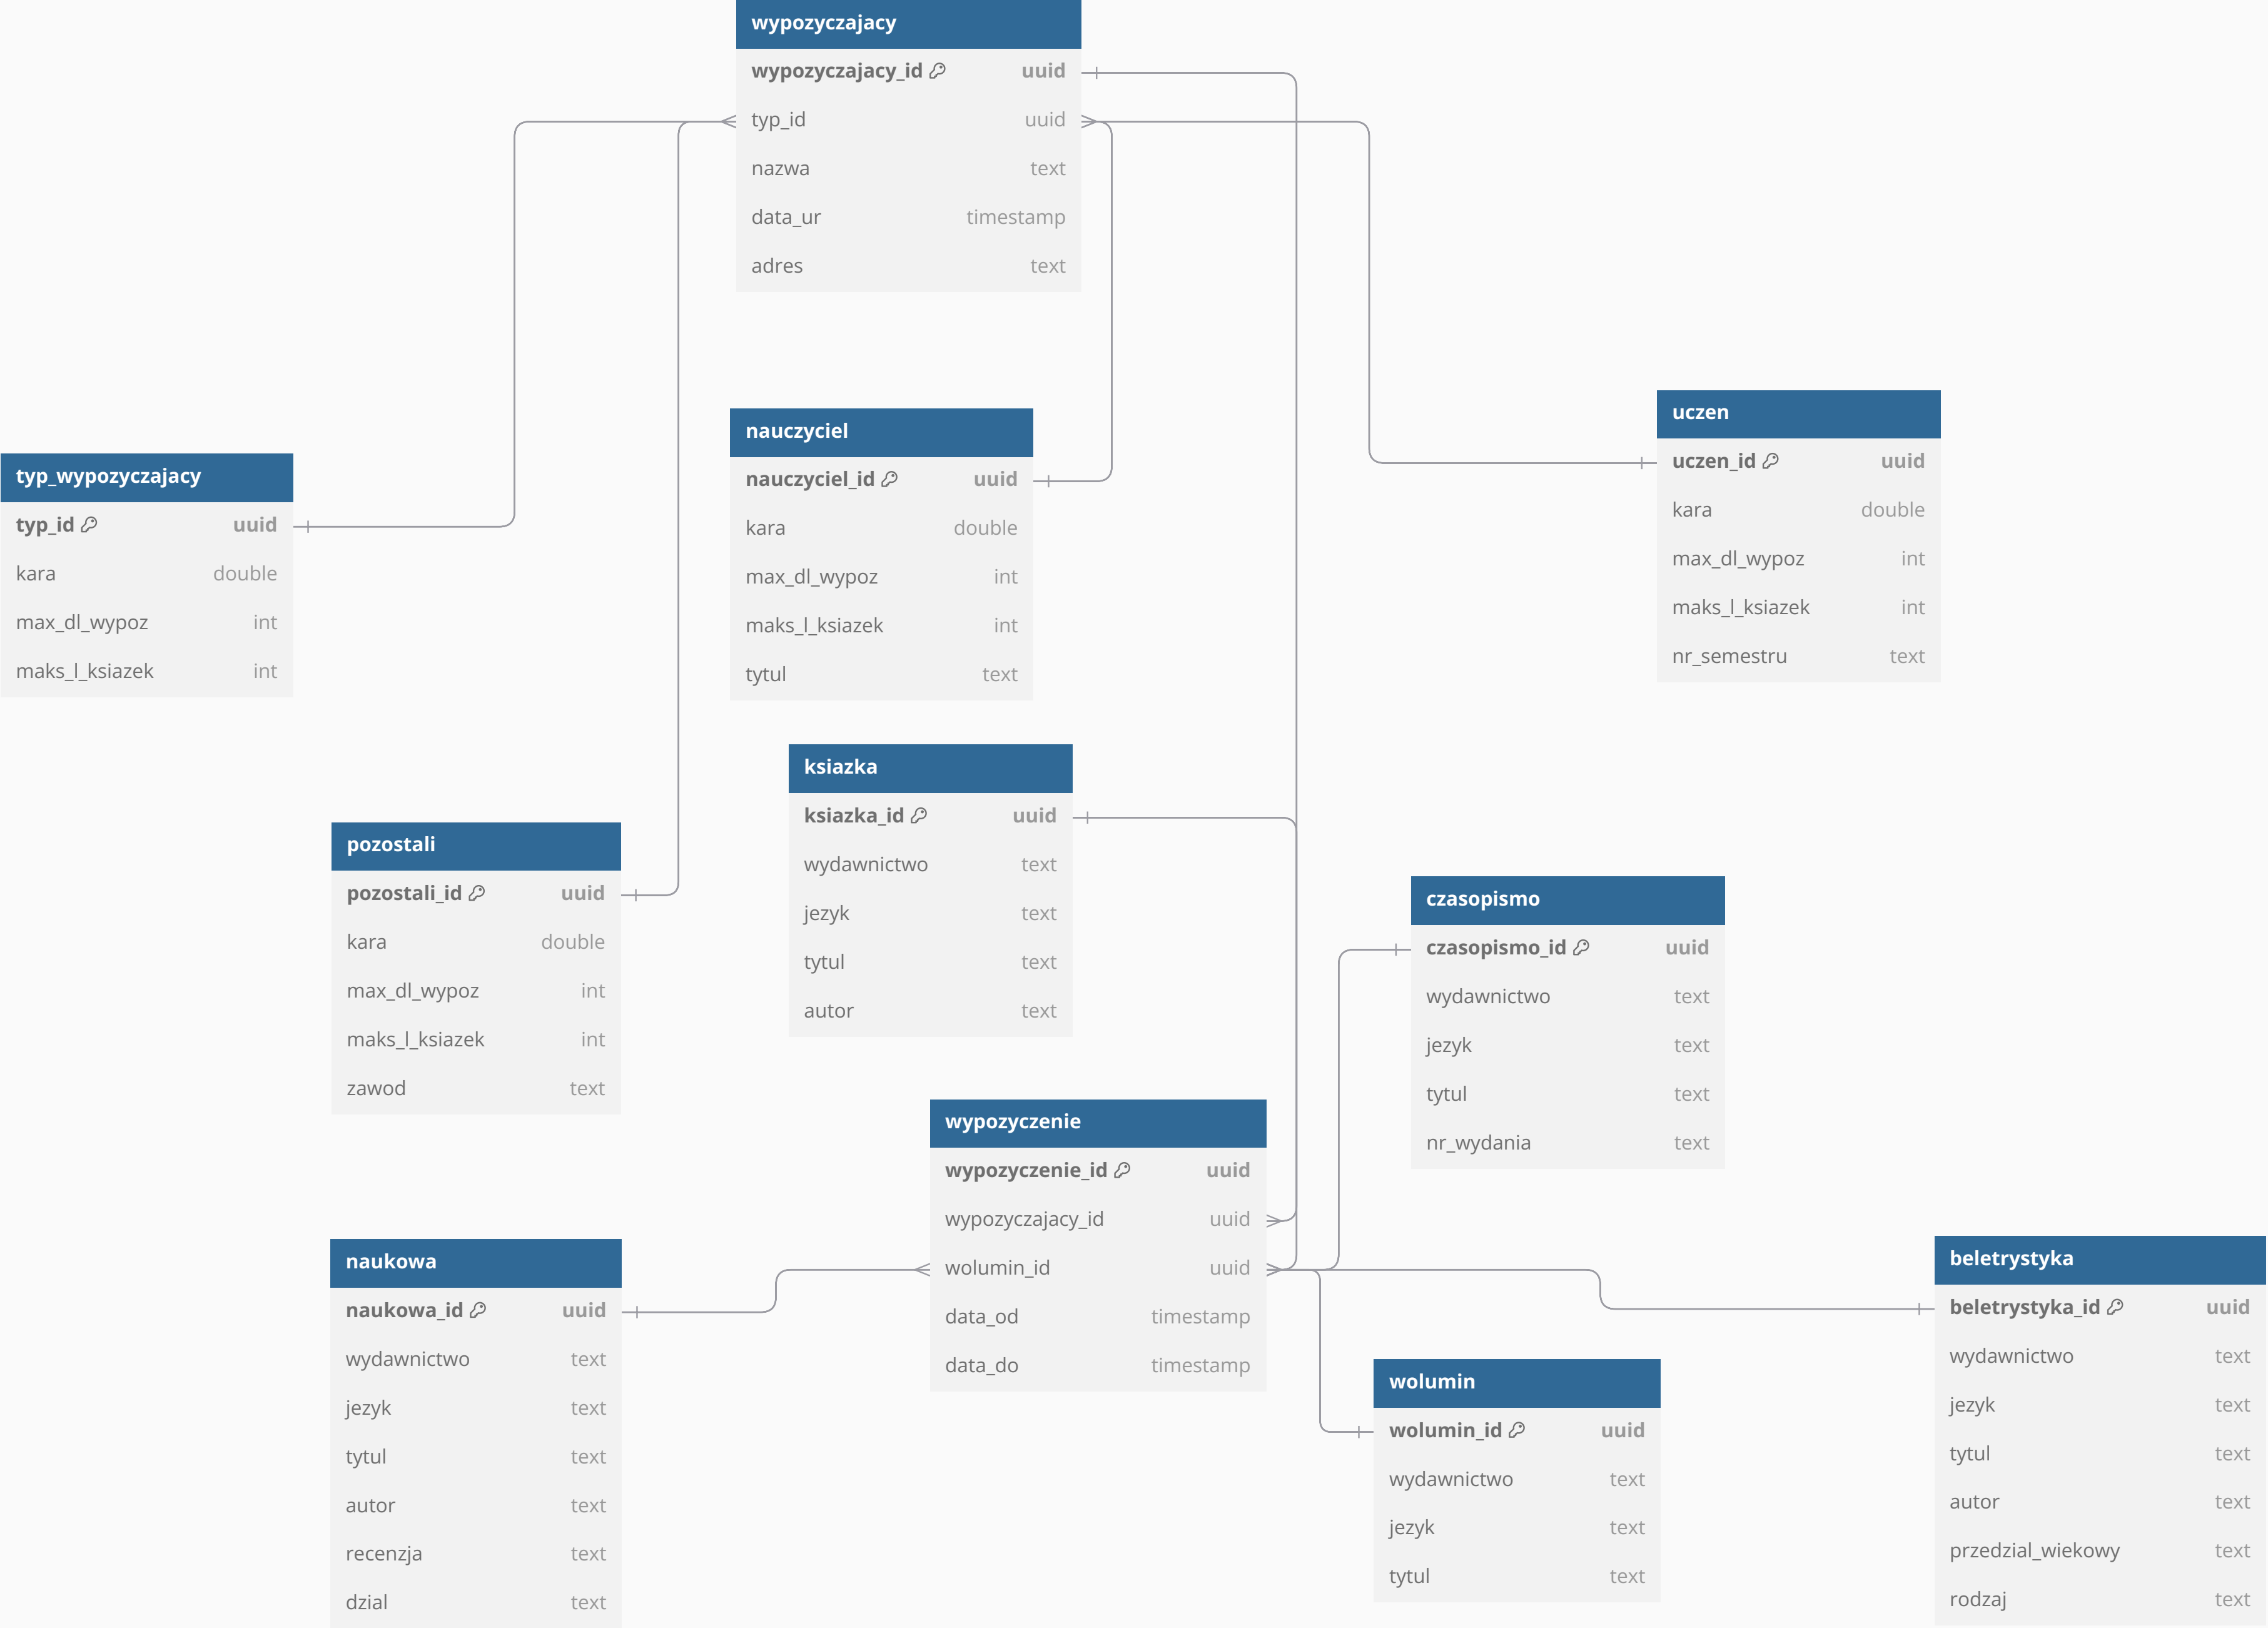 wypozyczajacy
wypozyczajacy_id uuid
typ_id uuid
nazwa text
data_ur timestamp
adres text
uczen
uczen_id uuid
kara double
max_dl_wypoz int
maks_l_ksiazek int
nr_semestru text
nauczyciel
nauczyciel_id uuid
kara double
max_dl_wypoz int
maks_l_ksiazek int
tytul text
typ_wypozyczajacy
typ_id uuid
kara double
max_dl_wypoz int
maks_l_ksiazek int
ksiazka
ksiazka_id uuid
wydawnictwo text
jezyk text
tytul text
autor text
pozostali
pozostali_id uuid
kara double
max_dl_wypoz int
maks_l_ksiazek int
zawod text
czasopismo
czasopismo_id uuid
wydawnictwo text
jezyk text
tytul text
nr_wydania text
wypozyczenie
wypozyczenie_id uuid
wypozyczajacy_id uuid
wolumin_id uuid
data_od timestamp
data_do timestamp
naukowa
naukowa_id uuid
wydawnictwo text
jezyk text
tytul text
autor text
recenzja text
dzial text
beletrystyka
beletrystyka_id uuid
wydawnictwo text
jezyk text
tytul text
autor text
przedzial_wiekowy text
rodzaj text
wolumin
wolumin_id uuid
wydawnictwo text
jezyk text
tytul text